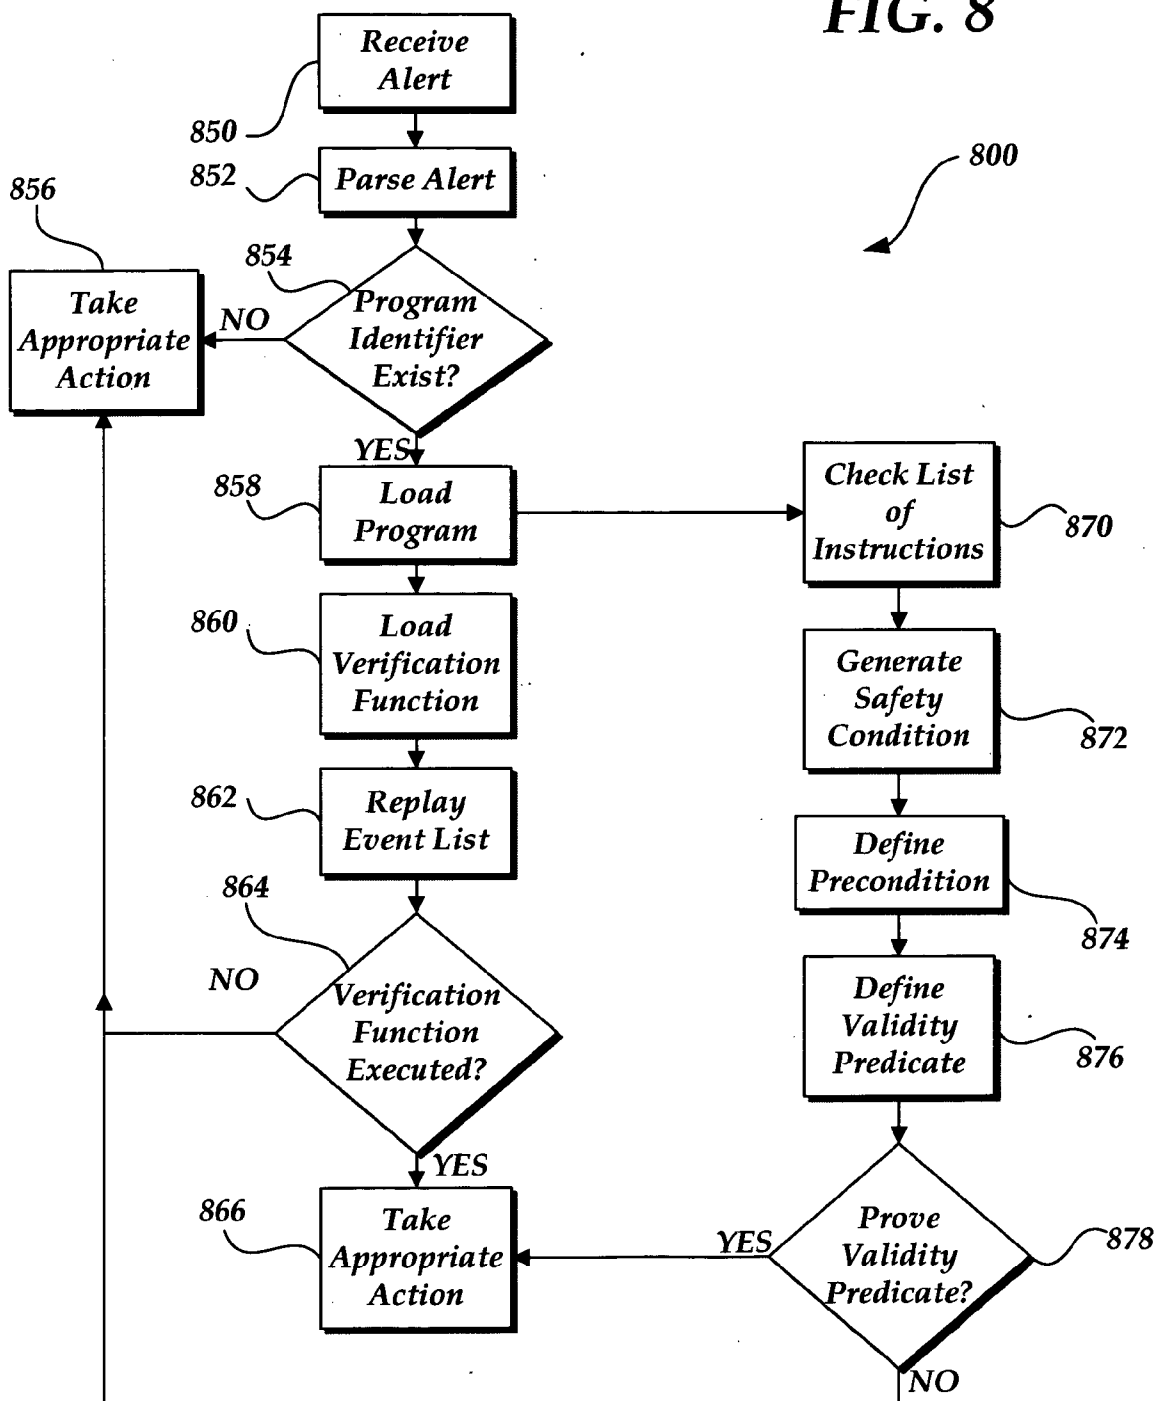 FIG. 8
Receive
Alert
850
Parse Alert
852
800
856
854
Program
Identifier
Exist?
NO
Take
Appropriate
Action
YES
858
Load
Program
Check List
of
Instructions
870
860
Load
Verification
Function
Generate
Safety
Condition
872
862
Replay
Event List
Define
Precondition
874
864
NO
Verification
Function
Executed?
Define
Validity
Predicate
876
YES
866
Take
Appropriate
Action
YES
Prove
Validity
Predicate?
878
NO